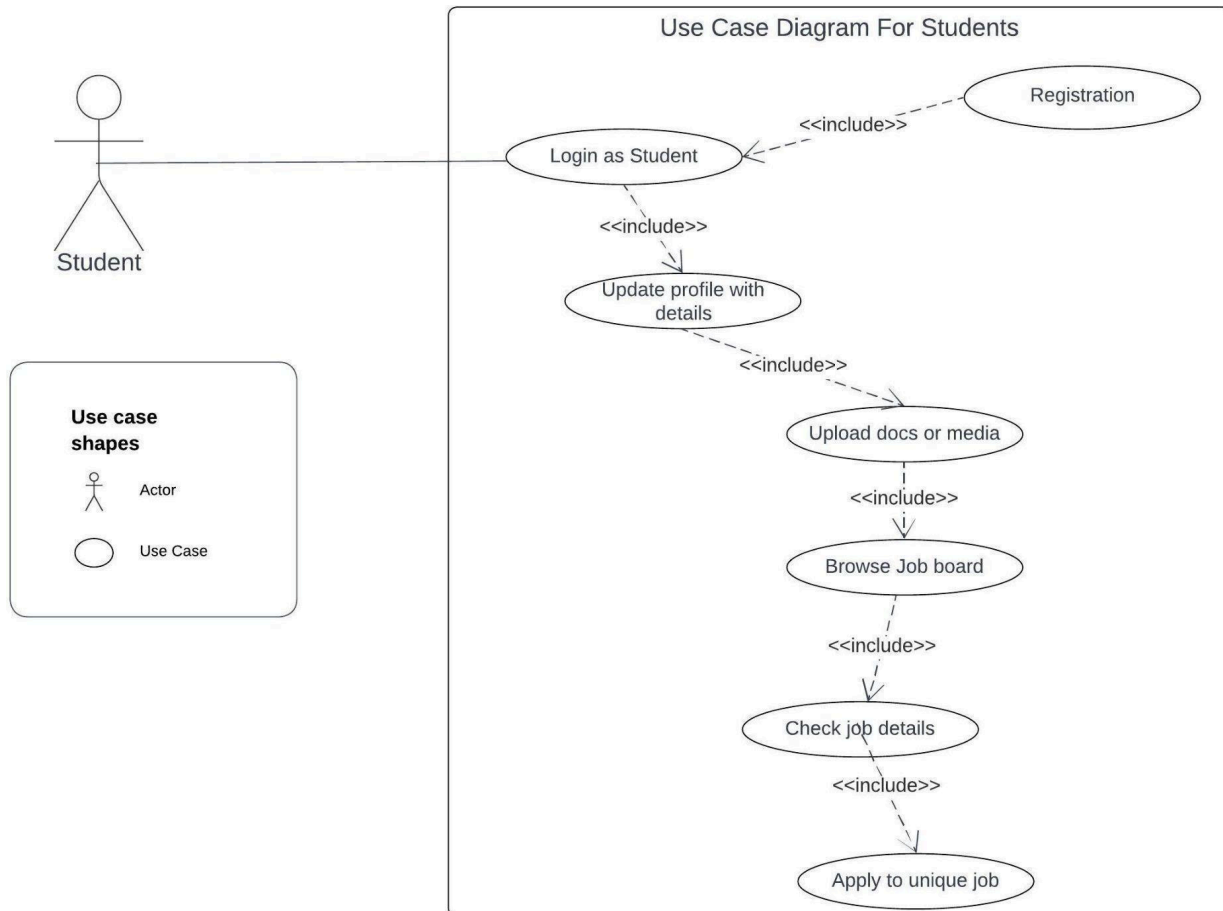 Use Case Diagram For Students
Registration
<<include>>
Login as Student
<<include>>
Student
Update profile with
details
<<include>>
Use case
shapes
Actor
Use Case
Upload docs or media
<<include>>
Browse Job board
<<include>>
Check job details
<<include>>
Apply to unique job